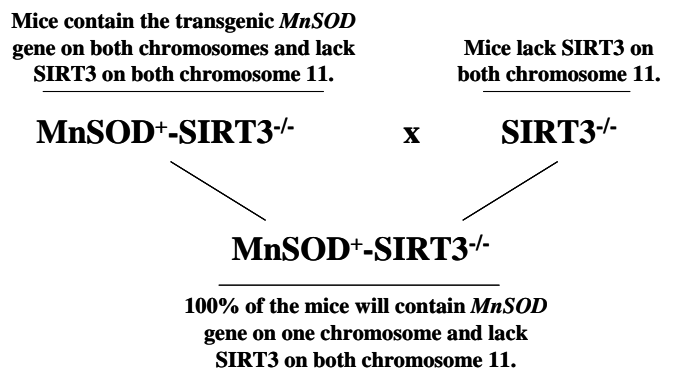 Mice contain the transgenic MnSOD
gene on both chromosomes and lack
SIRT3 on both chromosome 11.
Mice lack SIRT3 on
both chromosome 11.
MnSOD+-SIRT3-/- x SIRT3-/-
MnSOD+-SIRT3-/-
100% of the mice will contain MnSOD
gene on one chromosome and lack
SIRT3 on both chromosome 11.